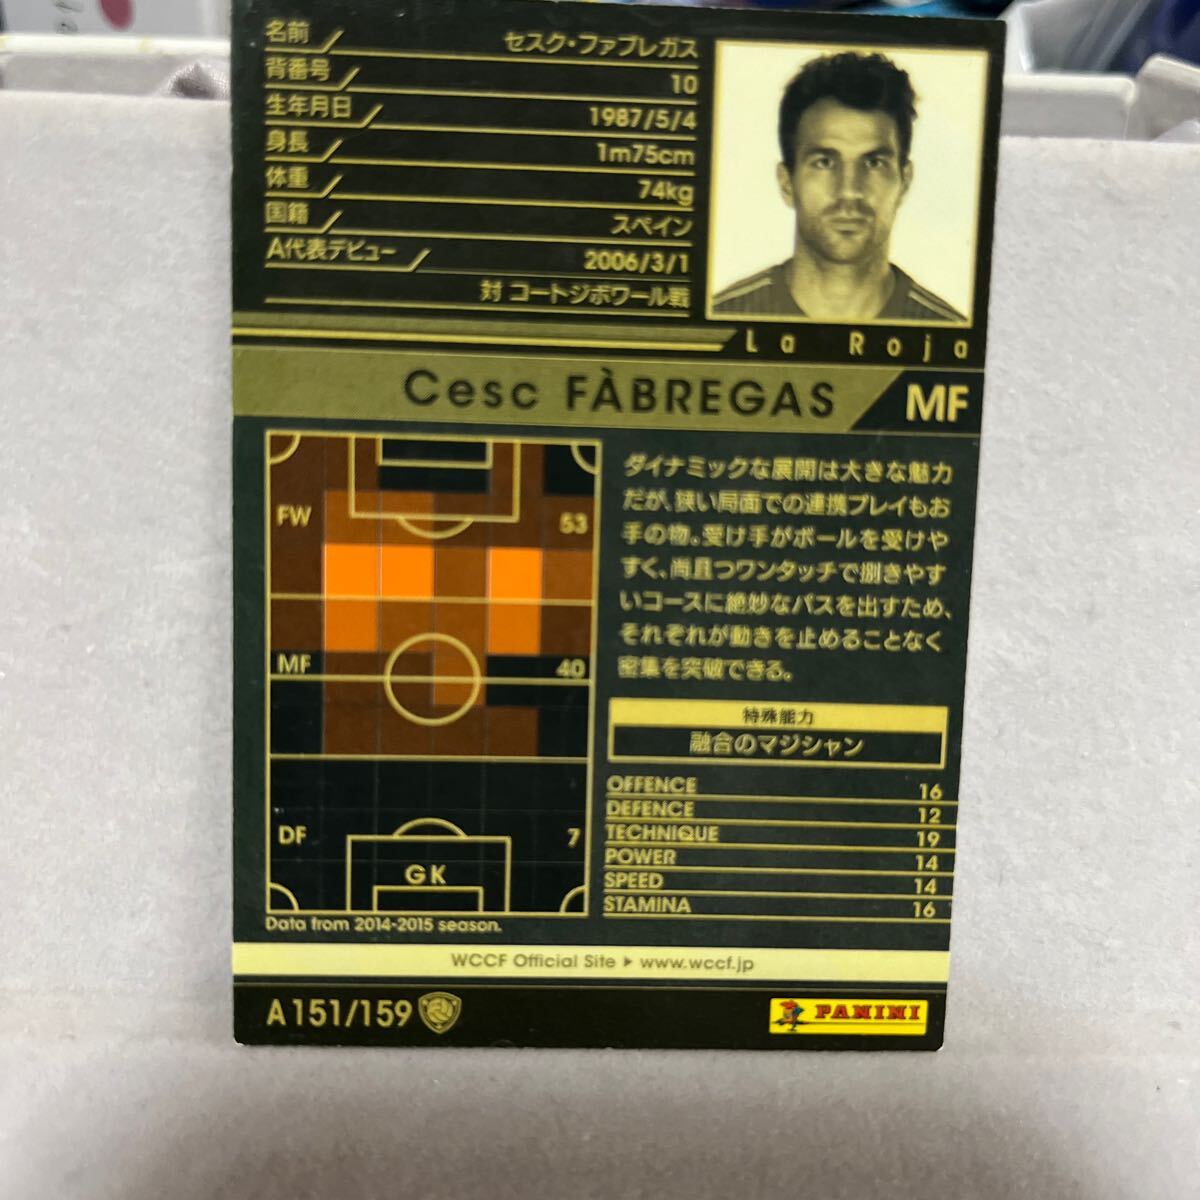 名前 セスク・ファブレガス
背番号 10
生年月日 1987/5/4
身長 1m75cm
体重 74kg
国籍 スペイン
A代表デビュー 2006/3/1
対 コートジボワール戦
La Roja
Cesc FÀBREGAS MF
FW 53
MF 40
DF 7
GK
Data from 2014-2015 season.
ダイナミックな展開は大きな魅力
だが、狭い局面での連携プレイもお
手の物。受け手がボールを受けや
すく、尚且つワンタッチで捌きやす
いコースに絶妙なパスを出すため、
それぞれが動きを止めることなく
密集を突破できる。
特殊能力
融合のマジシャン
OFFENCE 16
DEFENCE 12
TECHNIQUE 19
POWER 14
SPEED 14
STAMINA 16
WCCF Official Site ▶ www.wccf.jp
A151/159
PANINI